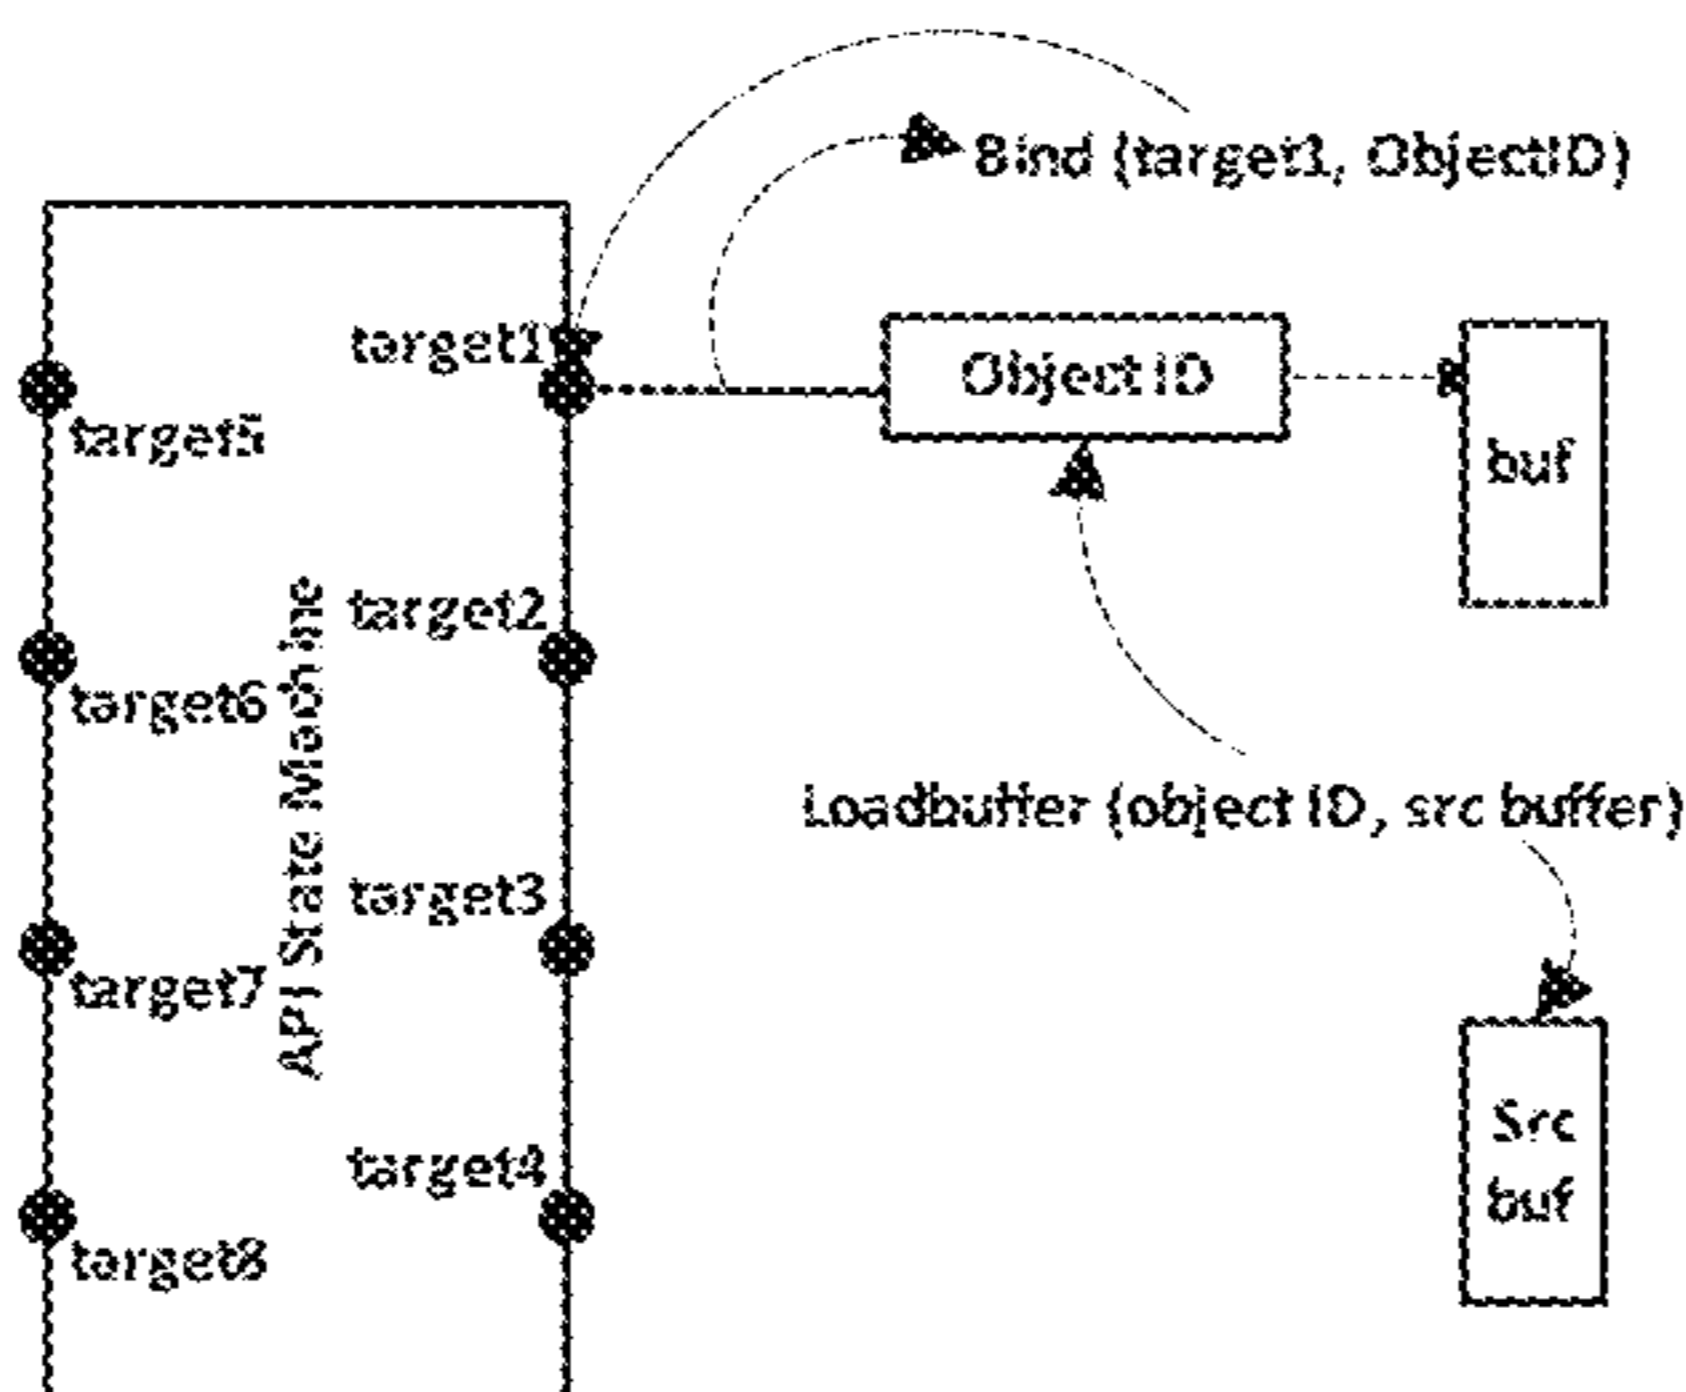 Bind (target1, ObjectID)
target1
Object ID
target5
buf
target2
target6
API State Machine
Loadbuffer (object ID, src buffer)
target3
target7
Src
buf
target4
target8